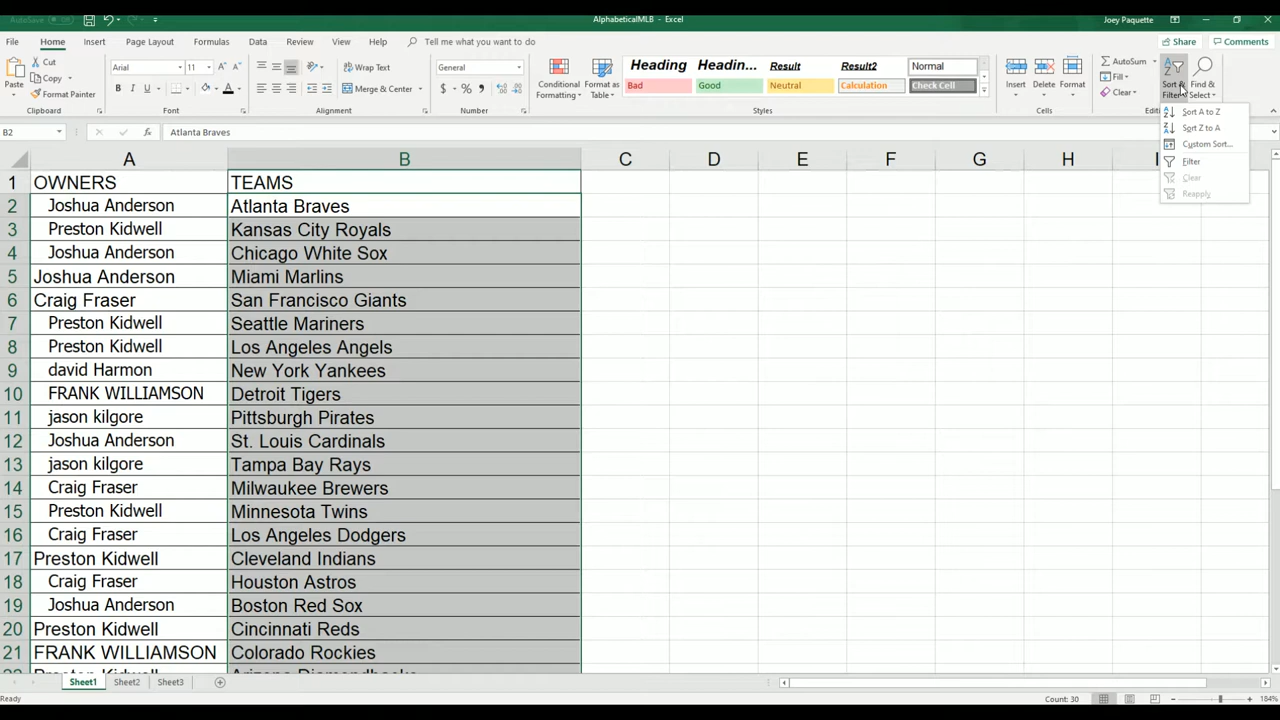 AutoSave
AlphabeticalMLB - Excel
Joey Paquette
File Home Insert Page Layout Formulas Data Review View Help Tell me what you want to do
Share Comments
Paste
Cut
Copy
Format Painter
Clipboard
Arial 11
B I U
Font
Wrap Text
Merge & Center
Alignment
General
$ % ,
Number
Conditional Formatting
Format as Table
Heading Headin... Result Result2 Normal
Bad Good Neutral Calculation Check Cell
Styles
Insert Delete Format
Cells
AutoSum
Fill
Clear
Sort & Filter
Find & Select
Sort A to Z
Sort Z to A
Custom Sort...
Filter
Clear
Reapply
B2 fx Atlanta Braves
A B C D E F G H I
1 OWNERS TEAMS
2 Joshua Anderson Atlanta Braves
3 Preston Kidwell Kansas City Royals
4 Joshua Anderson Chicago White Sox
5 Joshua Anderson Miami Marlins
6 Craig Fraser San Francisco Giants
7 Preston Kidwell Seattle Mariners
8 Preston Kidwell Los Angeles Angels
9 david Harmon New York Yankees
10 FRANK WILLIAMSON Detroit Tigers
11 jason kilgore Pittsburgh Pirates
12 Joshua Anderson St. Louis Cardinals
13 jason kilgore Tampa Bay Rays
14 Craig Fraser Milwaukee Brewers
15 Preston Kidwell Minnesota Twins
16 Craig Fraser Los Angeles Dodgers
17 Preston Kidwell Cleveland Indians
18 Craig Fraser Houston Astros
19 Joshua Anderson Boston Red Sox
20 Preston Kidwell Cincinnati Reds
21 FRANK WILLIAMSON Colorado Rockies
22 Preston Kidwell Arizona Diamondbacks
Sheet1 Sheet2 Sheet3
Ready
Count: 30
184%